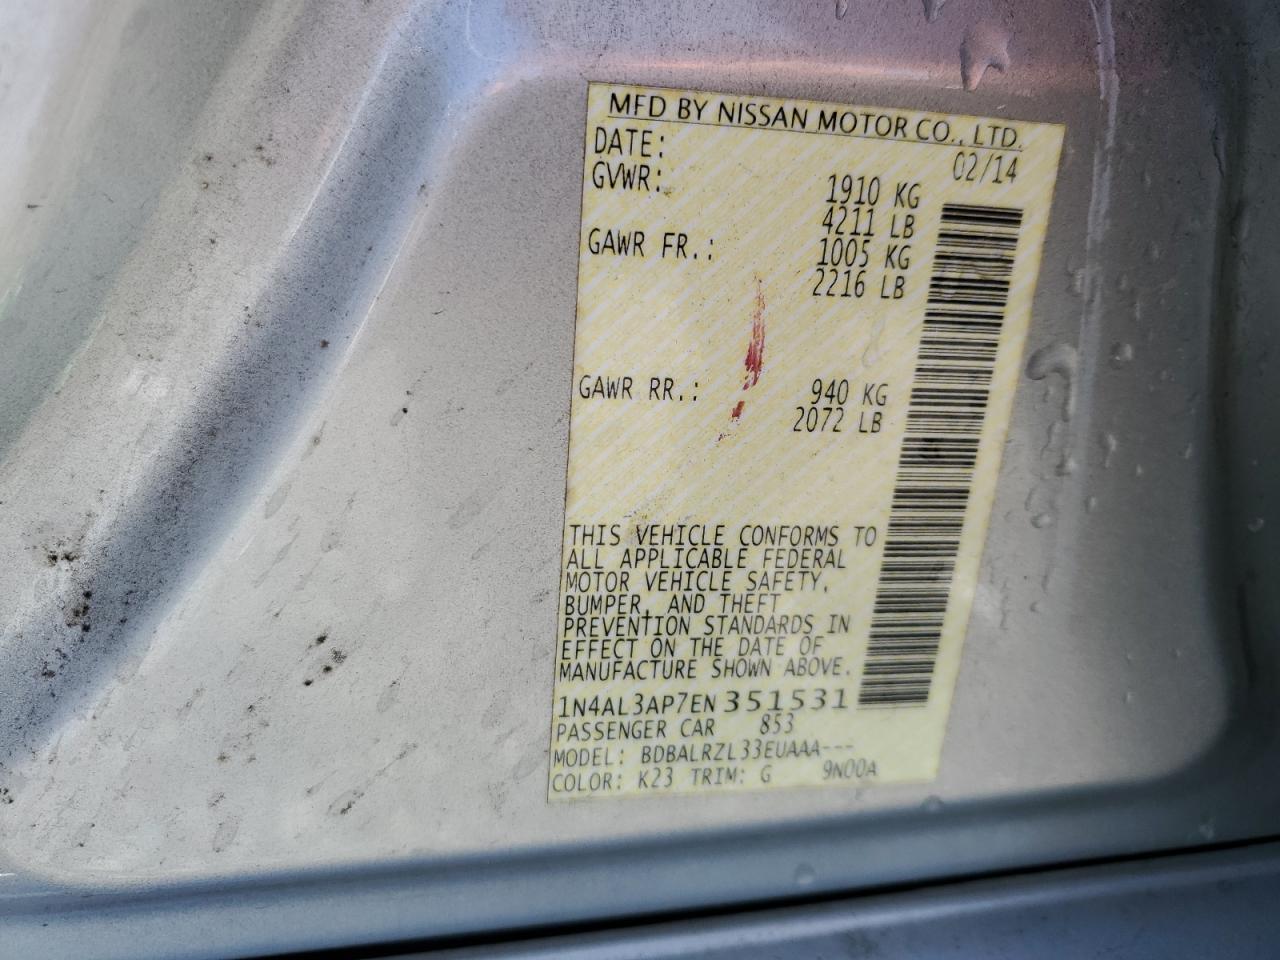 MFD BY NISSAN MOTOR CO., LTD.
DATE: 02/14
GVWR: 1910 KG
4211 LB
GAWR FR.: 1005 KG
2216 LB
GAWR RR.: 940 KG
2072 LB
THIS VEHICLE CONFORMS TO
ALL APPLICABLE FEDERAL
MOTOR VEHICLE SAFETY,
BUMPER, AND THEFT
PREVENTION STANDARDS IN
EFFECT ON THE DATE OF
MANUFACTURE SHOWN ABOVE.
1N4AL3AP7EN351531
PASSENGER CAR 853
MODEL: BDBALRZL33EUAAA---
COLOR: K23 TRIM: G 9N00A